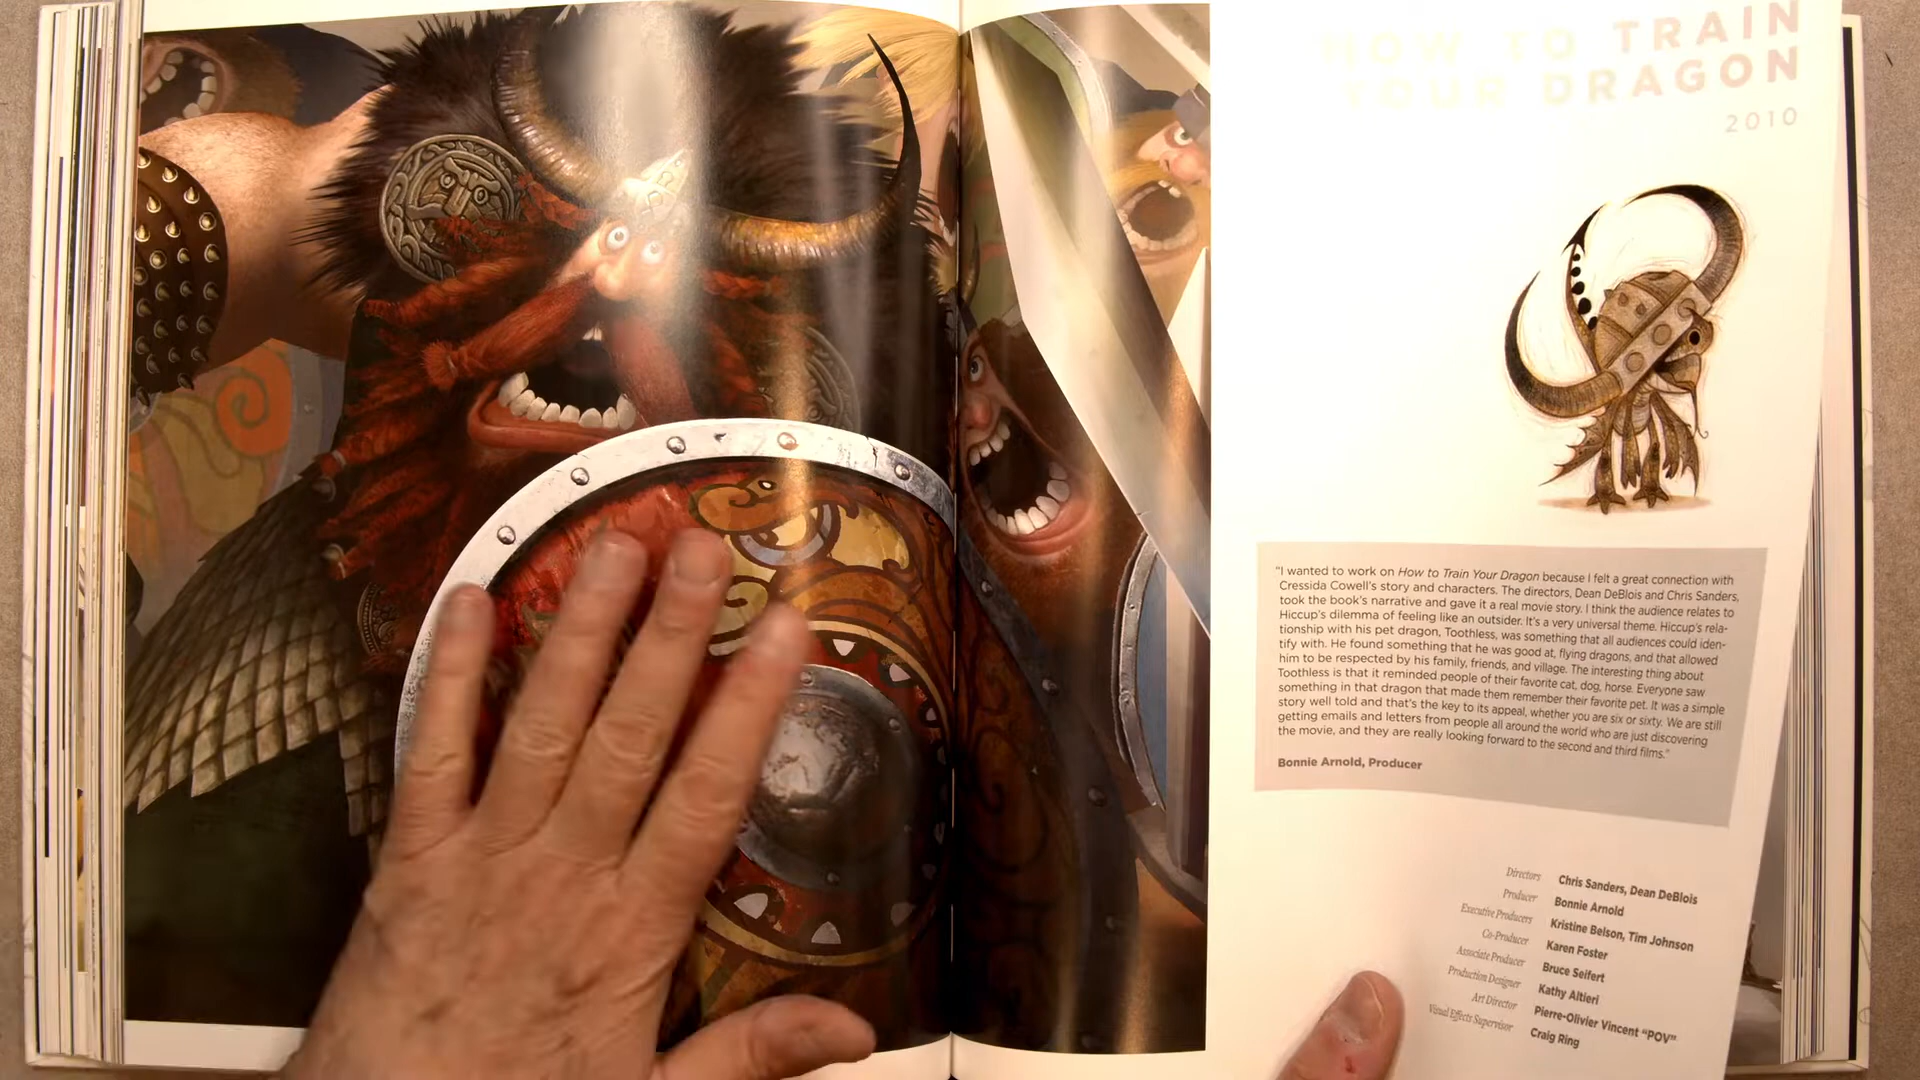 HOW TO TRAIN
YOUR DRAGON
2010
"I wanted to work on How to Train Your Dragon because I felt a great connection with
Cressida Cowell's story and characters. The directors, Dean DeBlois and Chris Sanders,
took the book's narrative and gave it a real movie story. I think the audience relates to
Hiccup's dilemma of feeling like an outsider. It's a very universal theme. Hiccup's rela-
tionship with his pet dragon, Toothless, was something that all audiences could iden-
tify with. He found something that he was good at, flying dragons, and that allowed
him to be respected by his family, friends, and village. The interesting thing about
Toothless is that it reminded people of their favorite cat, dog, horse. Everyone saw
something in that dragon that made them remember their favorite pet. It was a simple
story well told and that's the key to its appeal, whether you are six or sixty. We are still
getting emails and letters from people all around the world who are just discovering
the movie, and they are really looking forward to the second and third films."
Bonnie Arnold, Producer
Directors Chris Sanders, Dean DeBlois
Producer Bonnie Arnold
Executive Producers Kristine Belson, Tim Johnson
Co-Producer Karen Foster
Associate Producer Bruce Seifert
Production Designer Kathy Altieri
Art Director Pierre-Olivier Vincent "POV"
Visual Effects Supervisor Craig Ring